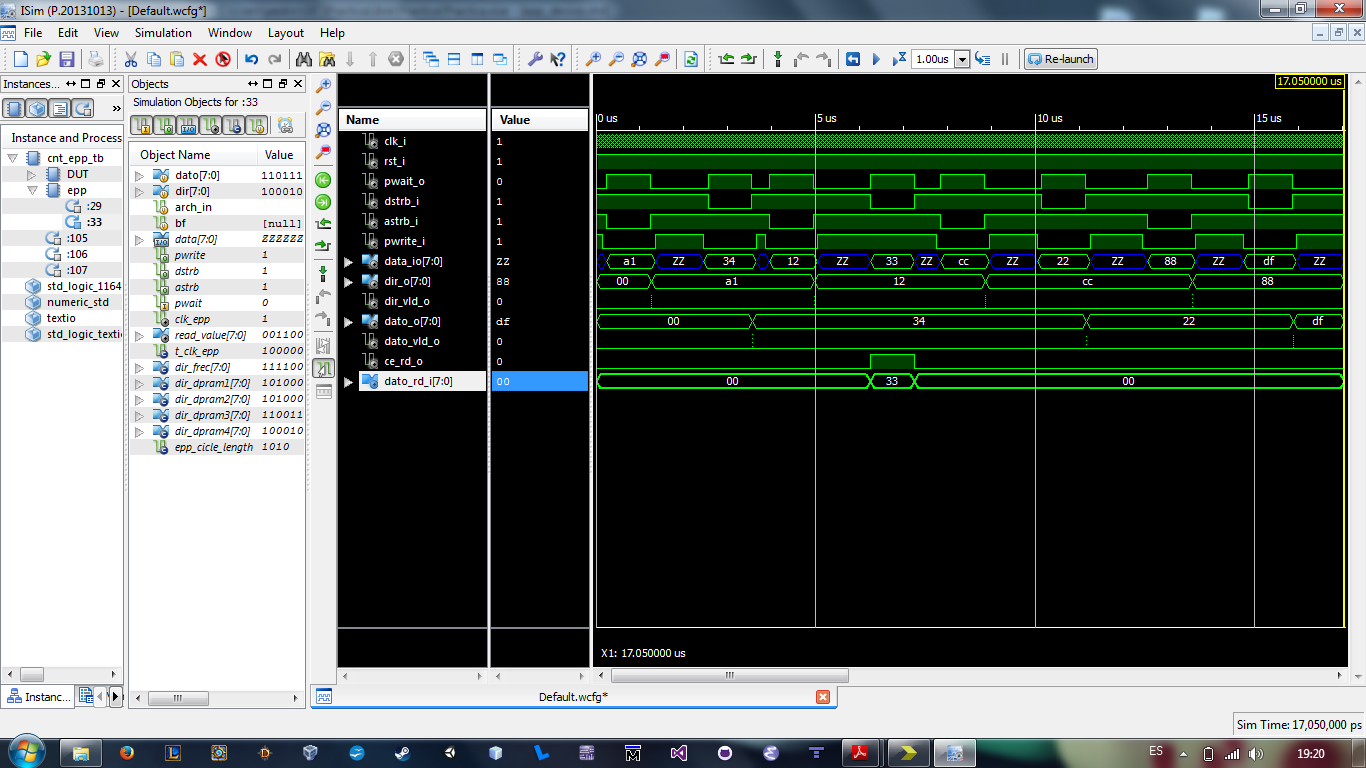 ISim (P.20131013) - [Default.wcfg*]
File Edit View Simulation Window Layout Help
1.00us Re-launch
Instances...
Objects
Simulation Objects for :33
Instance and Process
cnt_epp_tb
DUT
epp
:29
:33
:105
:106
:107
std_logic_1164
numeric_std
textio
std_logic_textio
Object Name Value
dato[7:0] 110111
dir[7:0] 100010
arch_in
bf [null]
data[7:0] ZZZZZZ
pwrite 1
dstrb 1
astrb 1
pwait 0
clk_epp 1
read_value[7:0] 001100
t_clk_epp 100000
dir_frec[7:0] 111100
dir_dpram1[7:0] 101000
dir_dpram2[7:0] 101000
dir_dpram3[7:0] 110011
dir_dpram4[7:0] 100010
epp_cicle_length 1010
Name Value
clk_i 1
rst_i 1
pwait_o 0
dstrb_i 1
astrb_i 1
pwrite_i 1
data_io[7:0] ZZ
dir_o[7:0] 88
dir_vld_o 0
dato_o[7:0] df
dato_vld_o 0
ce_rd_o 0
dato_rd_i[7:0] 00
17.050000 us
0 us 5 us 10 us 15 us
a1 ZZ 34 12 ZZ 33 ZZ cc ZZ 22 ZZ 88 ZZ df ZZ
00 a1 12 cc 88
00 34 22 df
00 33 00
X1: 17.050000 us
Instanc...
Default.wcfg*
Sim Time: 17,050,000 ps
ES 19:20